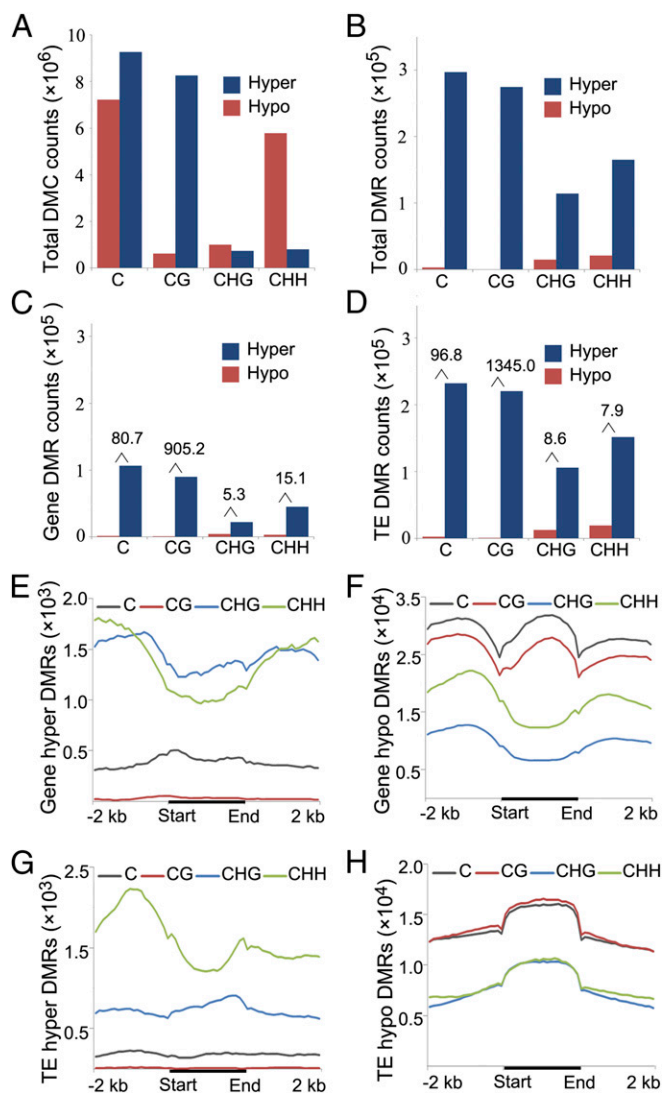 A
Total DMC counts (×10⁶)
10
8
6
4
2
0
Hyper
Hypo
C CG CHG CHH
B
Total DMR counts (×10⁵)
3
2
1
0
Hyper
Hypo
C CG CHG CHH
C
Gene DMR counts (×10⁵)
3
2
1
0
Hyper
Hypo
80.7
905.2
5.3
15.1
C CG CHG CHH
D
TE DMR counts (×10⁵)
3
2
1
0
Hyper
Hypo
96.8
1345.0
8.6
7.9
C CG CHG CHH
E
Gene hyper DMRs (×10³)
2.0
1.5
1.0
0.5
C CG CHG CHH
-2 kb Start End 2 kb
F
Gene hypo DMRs (×10⁴)
3.5
2.5
1.5
0.5
C CG CHG CHH
-2 kb Start End 2 kb
G
TE hyper DMRs (×10³)
2.5
1.5
0.5
C CG CHG CHH
-2 kb Start End 2 kb
H
TE hypo DMRs (×10⁴)
2.0
1.5
1.0
0.5
C CG CHG CHH
-2 kb Start End 2 kb